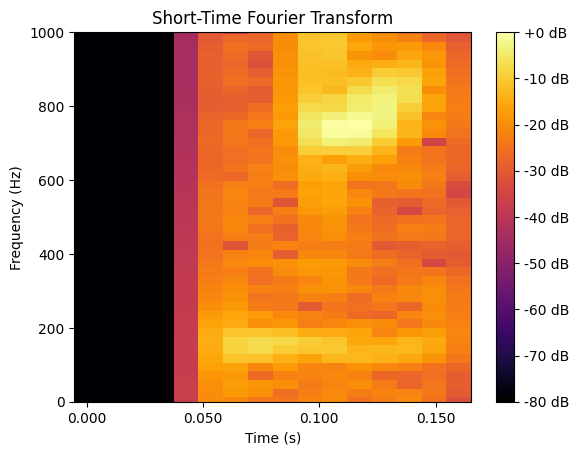 Short-Time Fourier Transform
1000
800
600
400
200
0
Frequency (Hz)
0.000
0.050
0.100
0.150
Time (s)
+0 dB
-10 dB
-20 dB
-30 dB
-40 dB
-50 dB
-60 dB
-70 dB
-80 dB